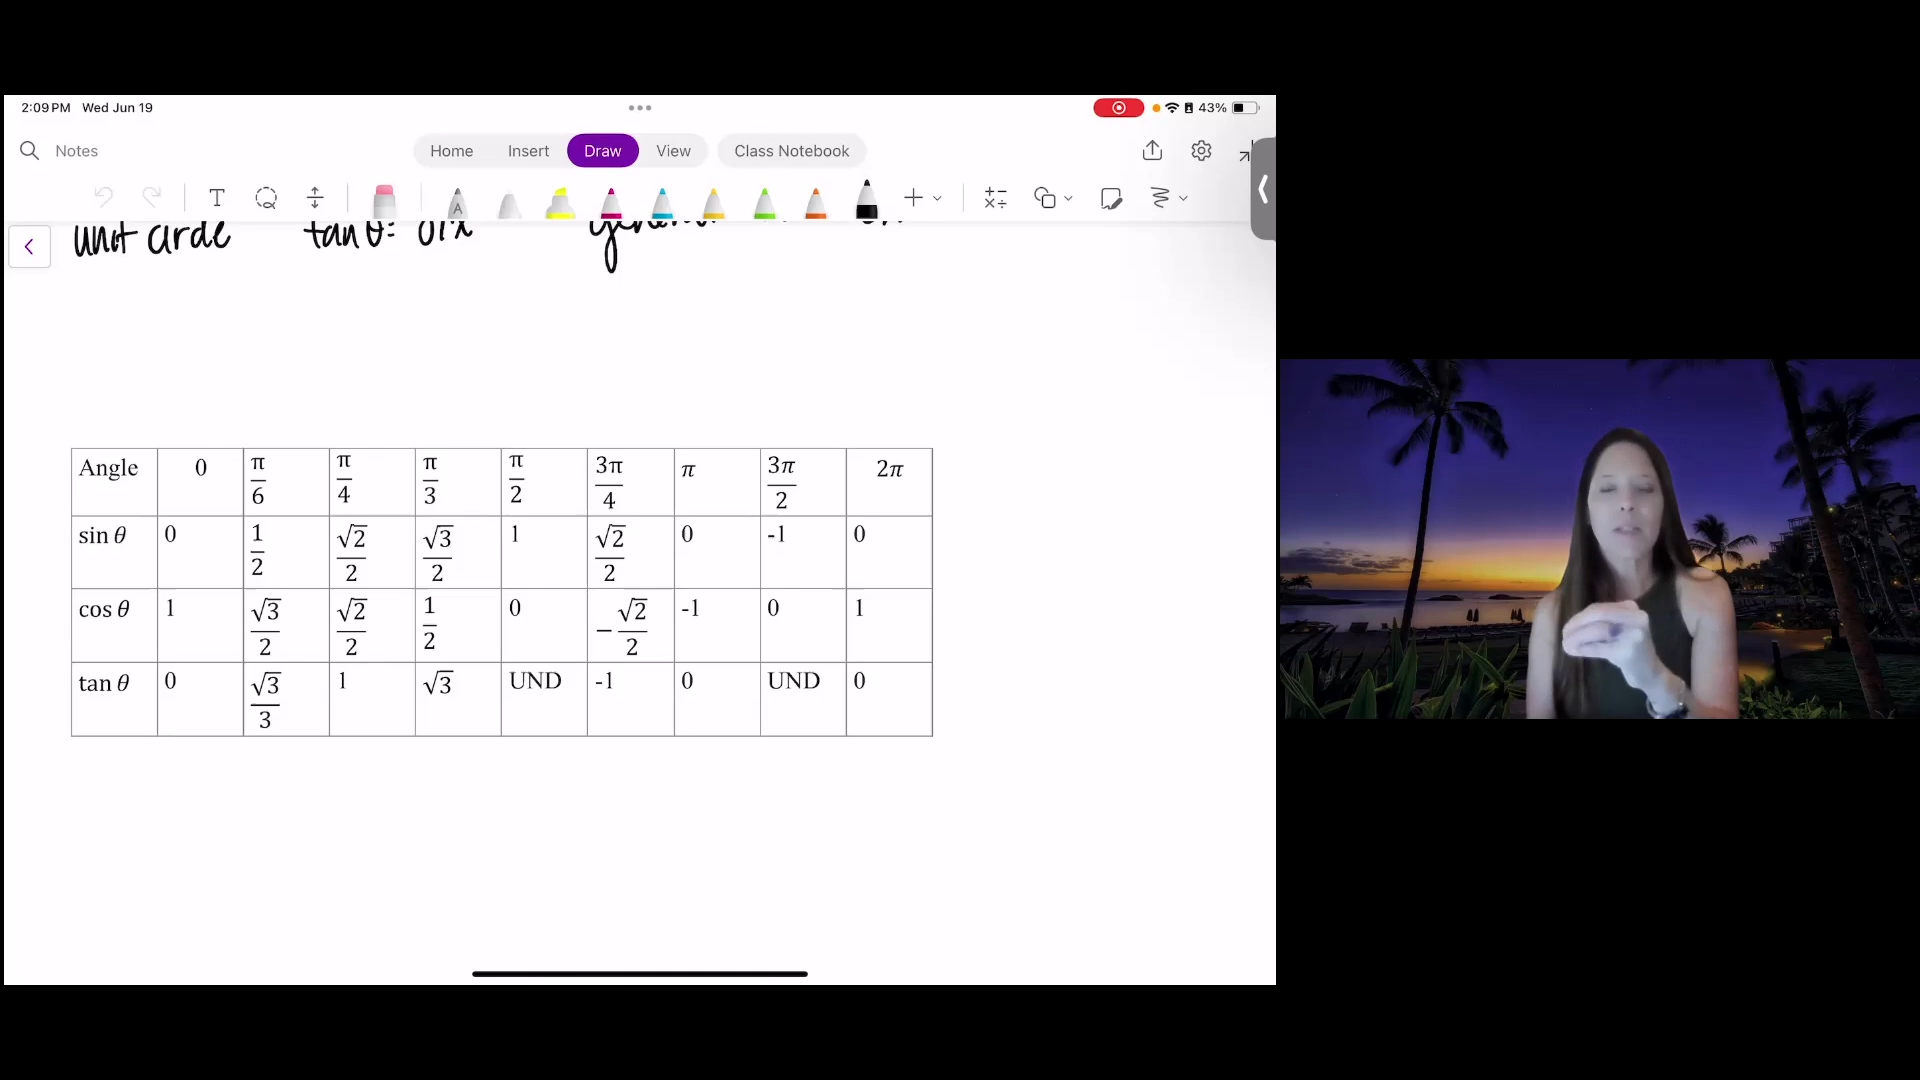 2:09 PM Wed Jun 19
43%
Notes
Home Insert Draw View Class Notebook
T A
unit circle tan θ=
Angle 0 π/6 π/4 π/3 π/2 3π/4 π 3π/2 2π
sin θ 0 1/2 √2/2 √3/2 1 √2/2 0 -1 0
cos θ 1 √3/2 √2/2 1/2 0 −√2/2 -1 0 1
tan θ 0 √3/3 1 √3 UND -1 0 UND 0